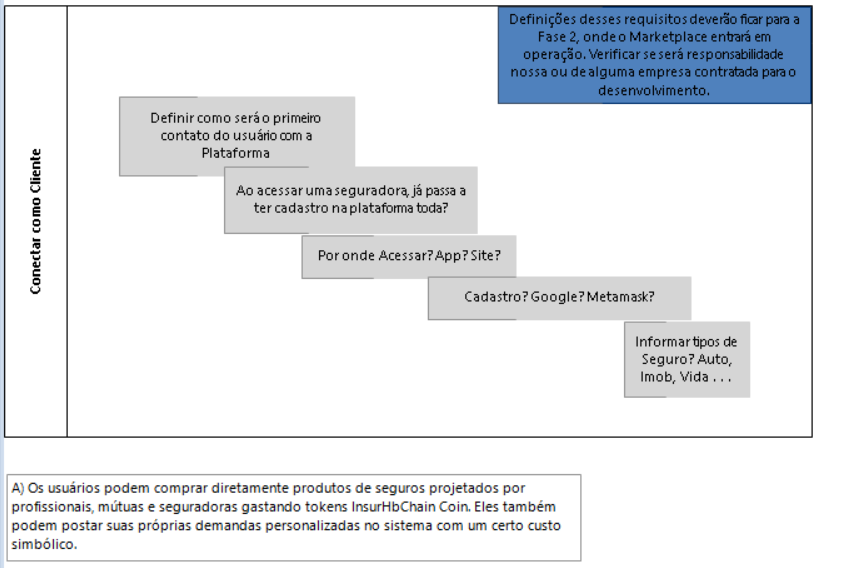 Definições desses requisitos deverão ficar para a
Fase 2, onde o Marketplace entrará em
operação. Verificar se será responsabilidade
nossa ou de alguma empresa contratada para o
desenvolvimento.
Conectar como Cliente
Definir como será o primeiro
contato do usuário com a
Plataforma
Ao acessar uma seguradora, já passa a
ter cadastro na plataforma toda?
Por onde Acessar? App? Site?
Cadastro? Google? Metamask?
Informar tipos de
Seguro? Auto,
Imob, Vida . . .
A) Os usuários podem comprar diretamente produtos de seguros projetados por
profissionais, mútuas e seguradoras gastando tokens InsurHbChain Coin. Eles também
podem postar suas próprias demandas personalizadas no sistema com um certo custo
simbólico.